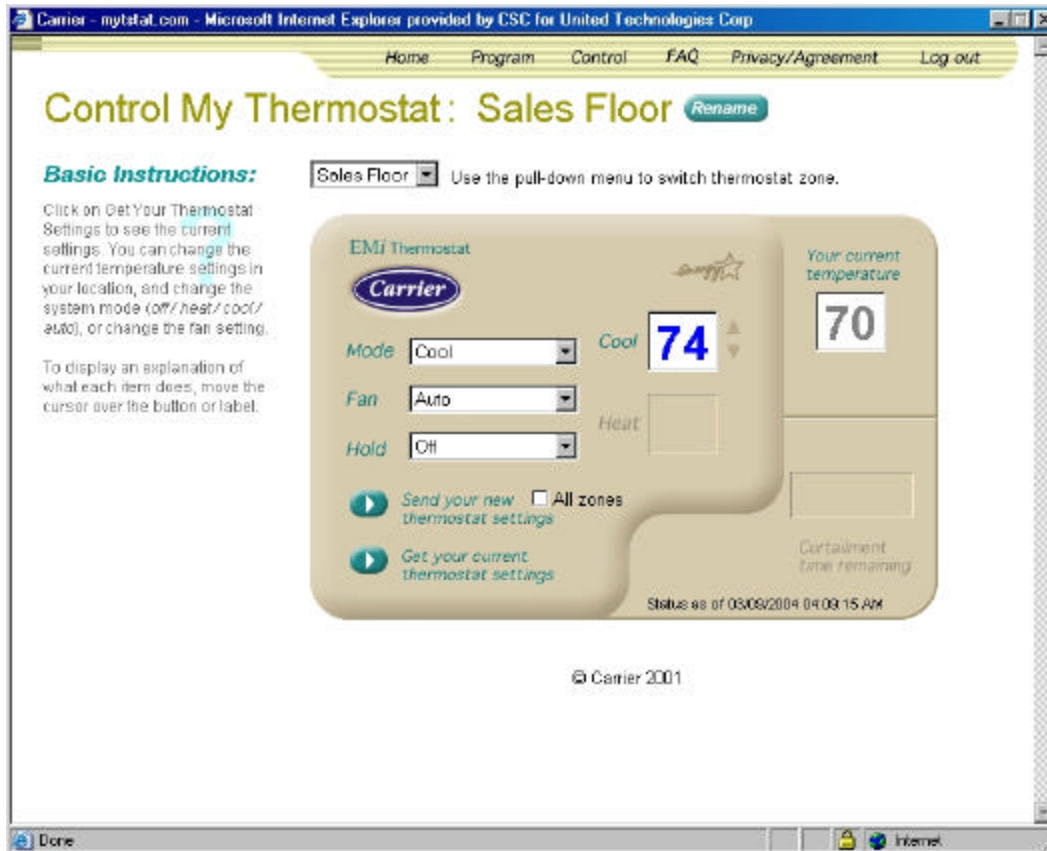 Carrier - mytstat.com - Microsoft Internet Explorer provided by CSC for United Technologies Corp
Home Program Control FAQ Privacy/Agreement Log out
Control My Thermostat: Sales Floor Rename
Basic Instructions:
Click on Get Your Thermostat
Settings to see the current
settings. You can change the
current temperature settings in
your location, and change the
system mode (off/heat/cool/
auto), or change the fan setting.
To display an explanation of
what each item does, move the
cursor over the button or label.
Sales Floor Use the pull-down menu to switch thermostat zone.
EMi Thermostat
Carrier
energy
Your current
temperature
70
Mode Cool
Cool 74
Fan Auto
Heat
Hold Off
Send your new
thermostat settings
All zones
Get your current
thermostat settings
Curtailment
time remaining
Status as of 03/09/2004 04:09:15 AM
© Carrier 2001
Done
Internet